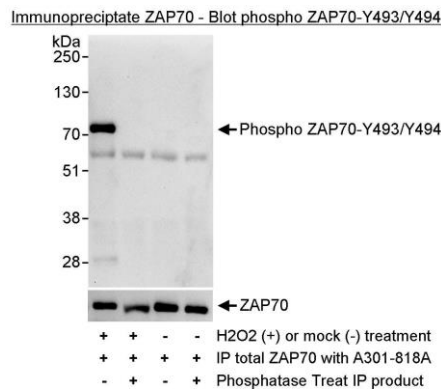 Immunopreciptate ZAP70 - Blot phospho ZAP70-Y493/Y494
kDa
250-
130-
70-
51-
38-
28-
Phospho ZAP70-Y493/Y494
ZAP70
+ + - - H2O2 (+) or mock (-) treatment
+ + + + IP total ZAP70 with A301-818A
- + - + Phosphatase Treat IP product